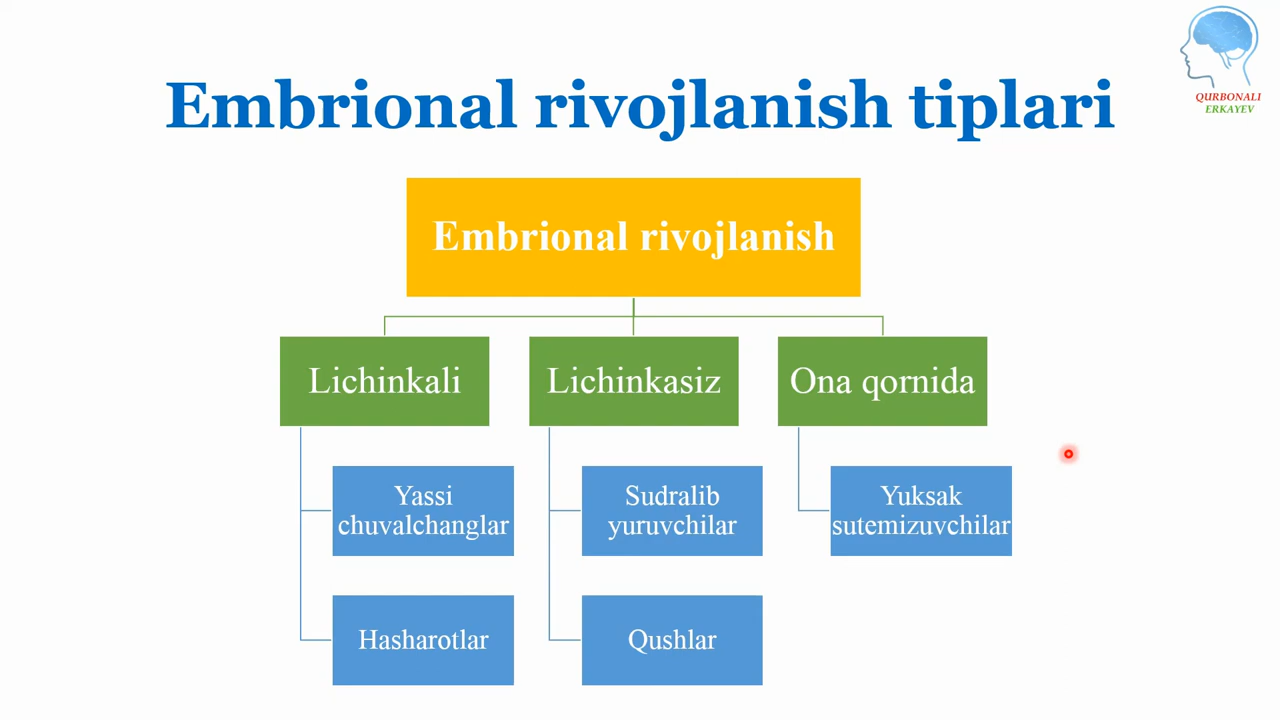 QURBONALI
ERKAYEV
Embrional rivojlanish tiplari
Embrional rivojlanish
Lichinkali
Yassi
chuvalchanglar
Hasharotlar
Lichinkasiz
Sudralib
yuruvchilar
Qushlar
Ona qornida
Yuksak
sutemizuvchilar